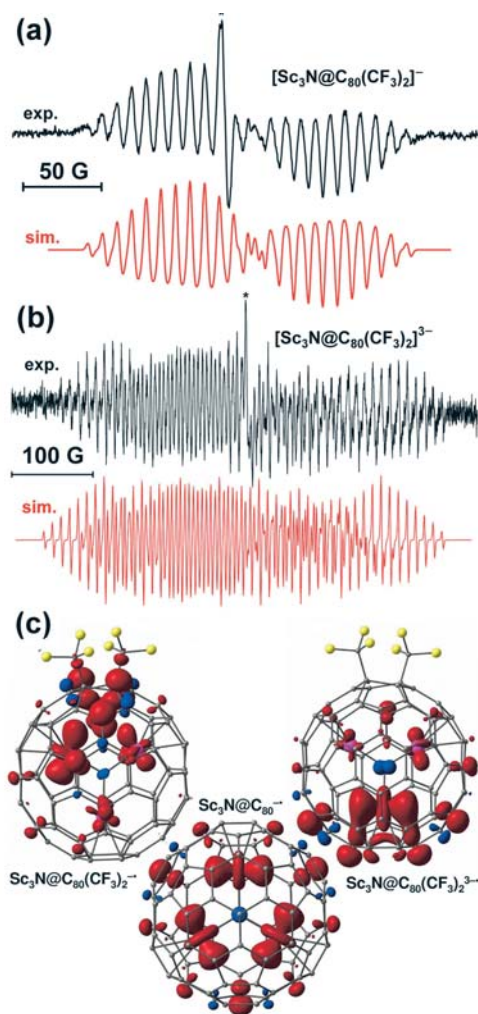 (a)
[Sc₃N@C₈₀(CF₃)₂]⁻
exp.
50 G
sim.
(b)
*
[Sc₃N@C₈₀(CF₃)₂]³⁻
exp.
100 G
sim.
(c)
Sc₃N@C₈₀⁻•
Sc₃N@C₈₀(CF₃)₂⁻•
Sc₃N@C₈₀(CF₃)₂³⁻•